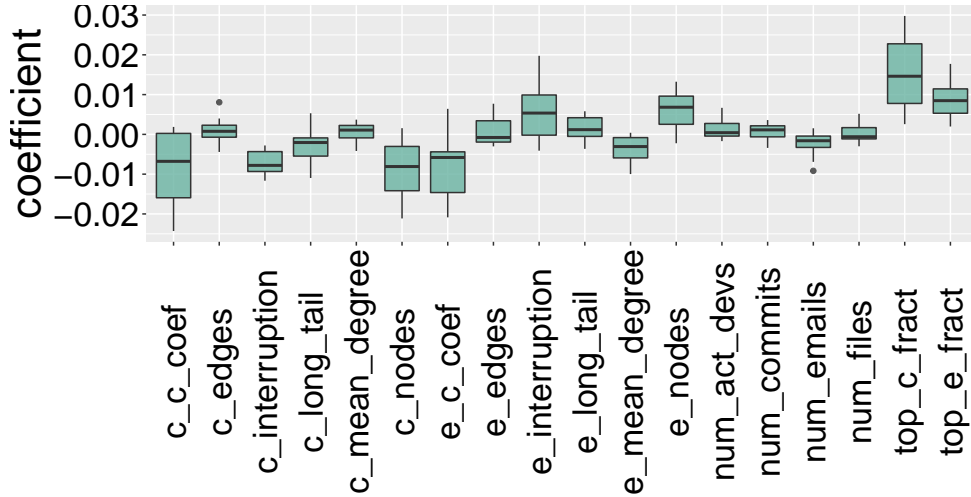 coefficient
0.03
0.02
0.01
0.00
−0.01
−0.02
c_c_coef
c_edges
c_interruption
c_long_tail
c_mean_degree
c_nodes
e_c_coef
e_edges
e_interruption
e_long_tail
e_mean_degree
e_nodes
num_act_devs
num_commits
num_emails
num_files
top_c_fract
top_e_fract